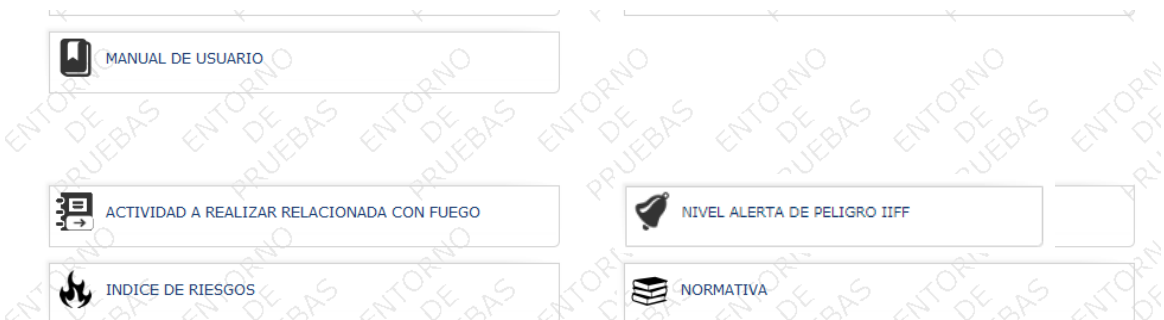 MANUAL DE USUARIO
ACTIVIDAD A REALIZAR RELACIONADA CON FUEGO
NIVEL ALERTA DE PELIGRO IIFF
INDICE DE RIESGOS
NORMATIVA
ENTORNO
DE
PRUEBAS